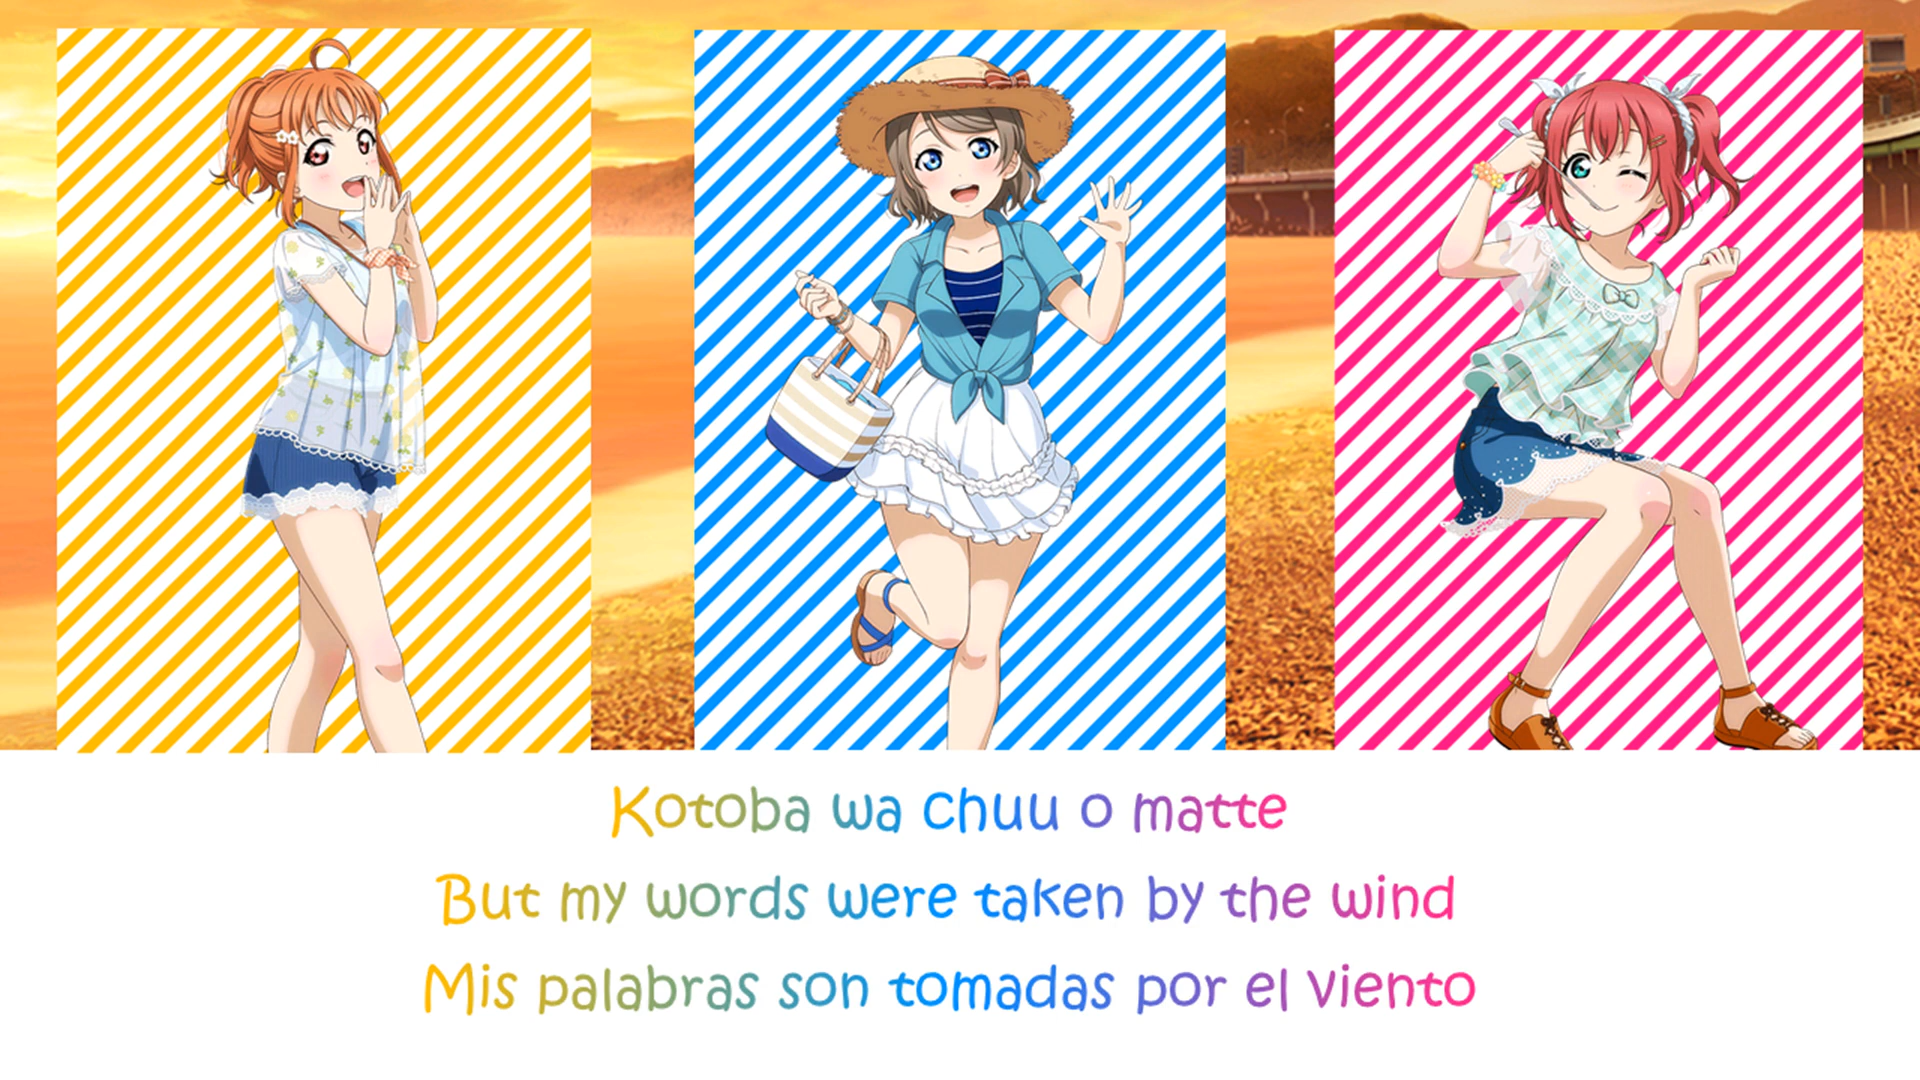 Kotoba wa chuu o matte
But my words were taken by the wind
Mis palabras son tomadas por el viento